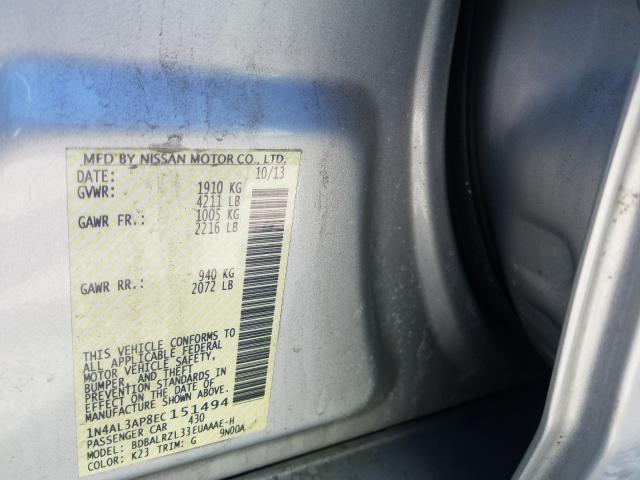 MFD BY NISSAN MOTOR CO., LTD.
DATE: 10/13
GVWR: 1910 KG
4211 LB
GAWR FR.: 1005 KG
2216 LB
GAWR RR.: 940 KG
2072 LB
THIS VEHICLE CONFORMS TO
ALL APPLICABLE FEDERAL
MOTOR VEHICLE SAFETY,
BUMPER, AND THEFT
PREVENTION STANDARDS IN
EFFECT ON THE DATE OF
MANUFACTURE SHOWN ABOVE.
1N4AL3AP8EC151494
PASSENGER CAR 430
MODEL: BDBALRZL33EUAAAE-H
COLOR: K23 TRIM: G 9N00A